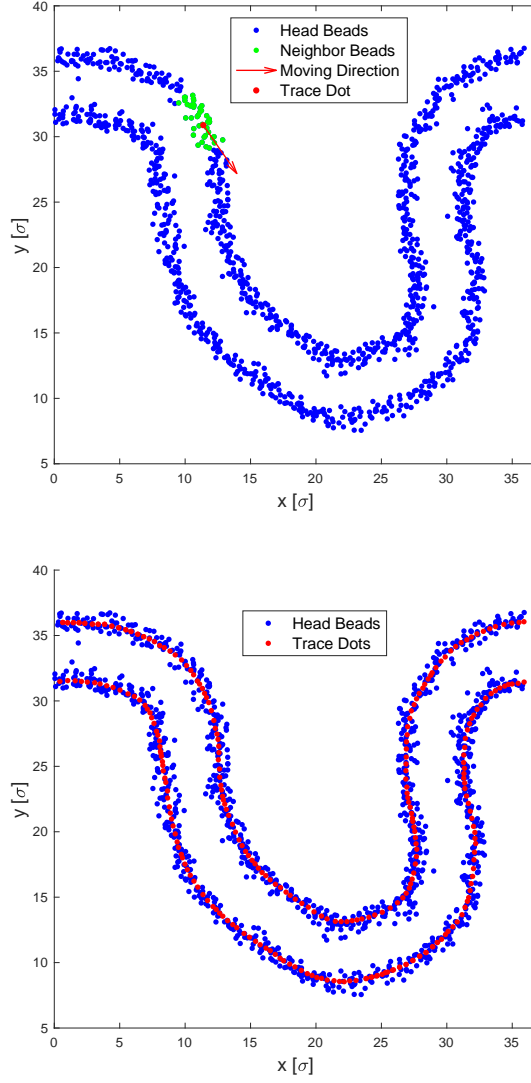 40
35
30
25
20
15
10
5
y [σ]
Head Beads
Neighbor Beads
Moving Direction
Trace Dot
0 5 10 15 20 25 30 35
x [σ]
40
35
30
25
20
15
10
5
y [σ]
Head Beads
Trace Dots
0 5 10 15 20 25 30 35
x [σ]